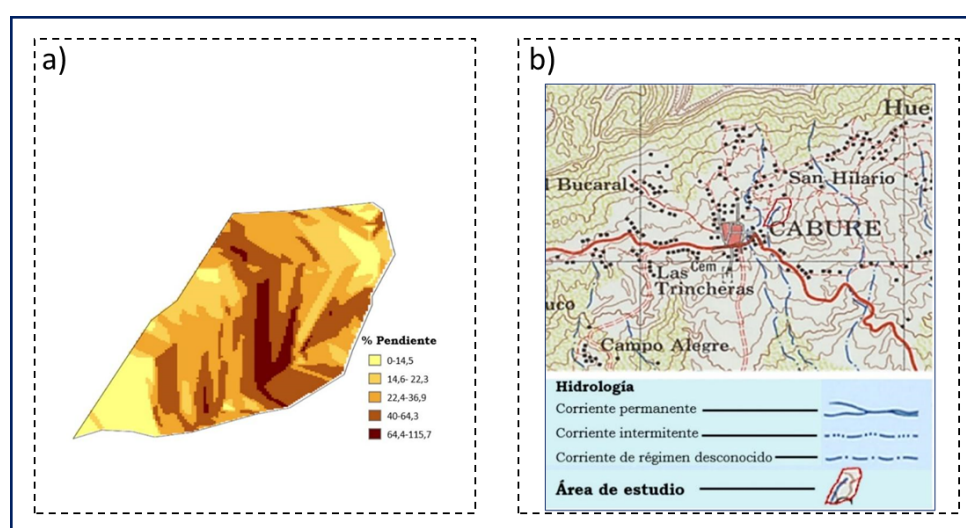 a)
% Pendiente
0-14,5
14,6- 22,3
22,4-36,9
40-64,3
64,4-115,7
b)
Hue
San Hilario
l Bucaral
CABURE
Las Cem
Trincheras
uco
Campo Alegre
Hidrología
Corriente permanente
Corriente intermitente
Corriente de régimen desconocido
Área de estudio